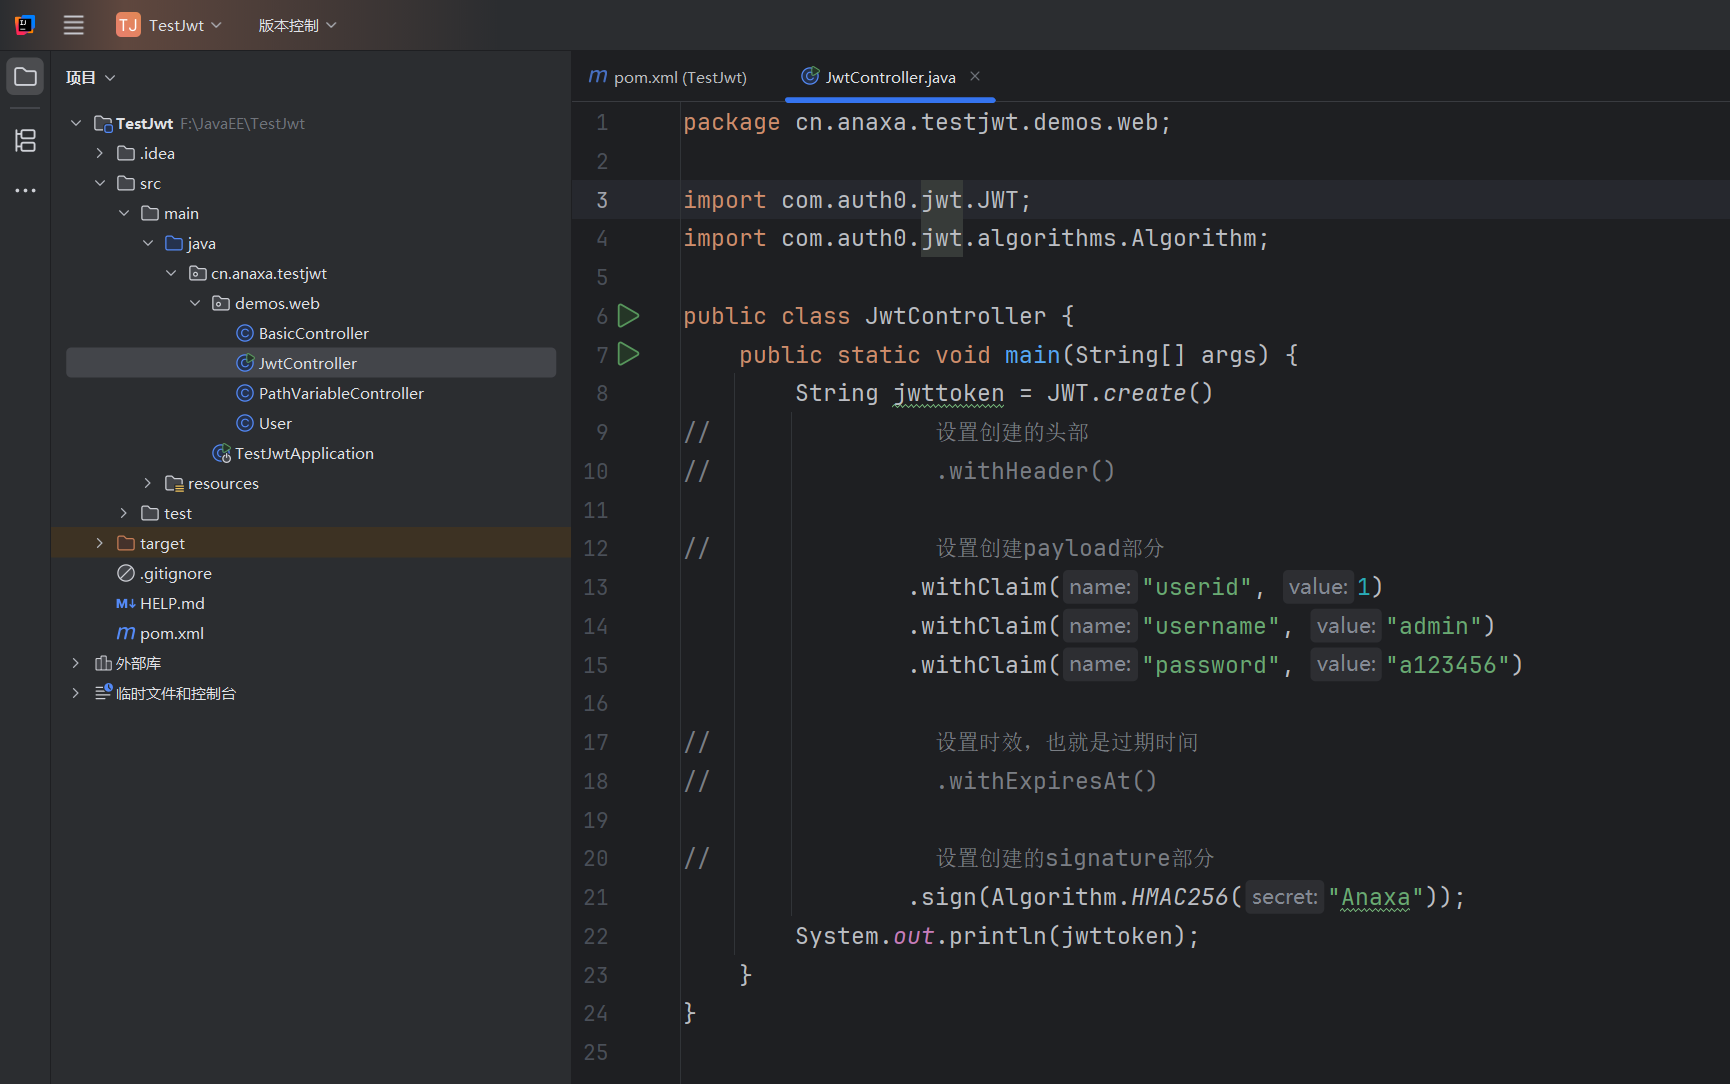 TJ TestJwt 版本控制
项目
TestJwt F:\JavaEE\TestJwt
.idea
src
main
java
cn.anaxa.testjwt
demos.web
BasicController
JwtController
PathVariableController
User
TestJwtApplication
resources
test
target
.gitignore
M↓ HELP.md
m pom.xml
外部库
临时文件和控制台
m pom.xml (TestJwt) JwtController.java
1 package cn.anaxa.testjwt.demos.web;
2
3 import com.auth0.jwt.JWT;
4 import com.auth0.jwt.algorithms.Algorithm;
5
6 public class JwtController {
7 public static void main(String[] args) {
8 String jwttoken = JWT.create()
9 // 设置创建的头部
10 // .withHeader()
11
12 // 设置创建payload部分
13 .withClaim( name: "userid", value: 1)
14 .withClaim( name: "username", value: "admin")
15 .withClaim( name: "password", value: "a123456")
16
17 // 设置时效，也就是过期时间
18 // .withExpiresAt()
19
20 // 设置创建的signature部分
21 .sign(Algorithm.HMAC256( secret: "Anaxa"));
22 System.out.println(jwttoken);
23 }
24 }
25